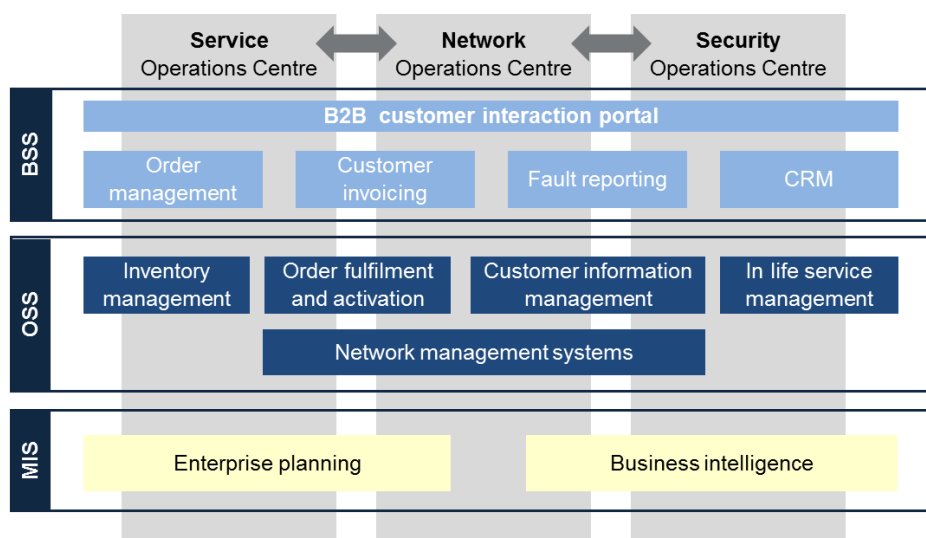 Service
Operations Centre
Network
Operations Centre
Security
Operations Centre
BSS
B2B customer interaction portal
Order
management
Customer
invoicing
Fault reporting
CRM
OSS
Inventory
management
Order fulfilment
and activation
Customer information
management
In life service
management
Network management systems
MIS
Enterprise planning
Business intelligence